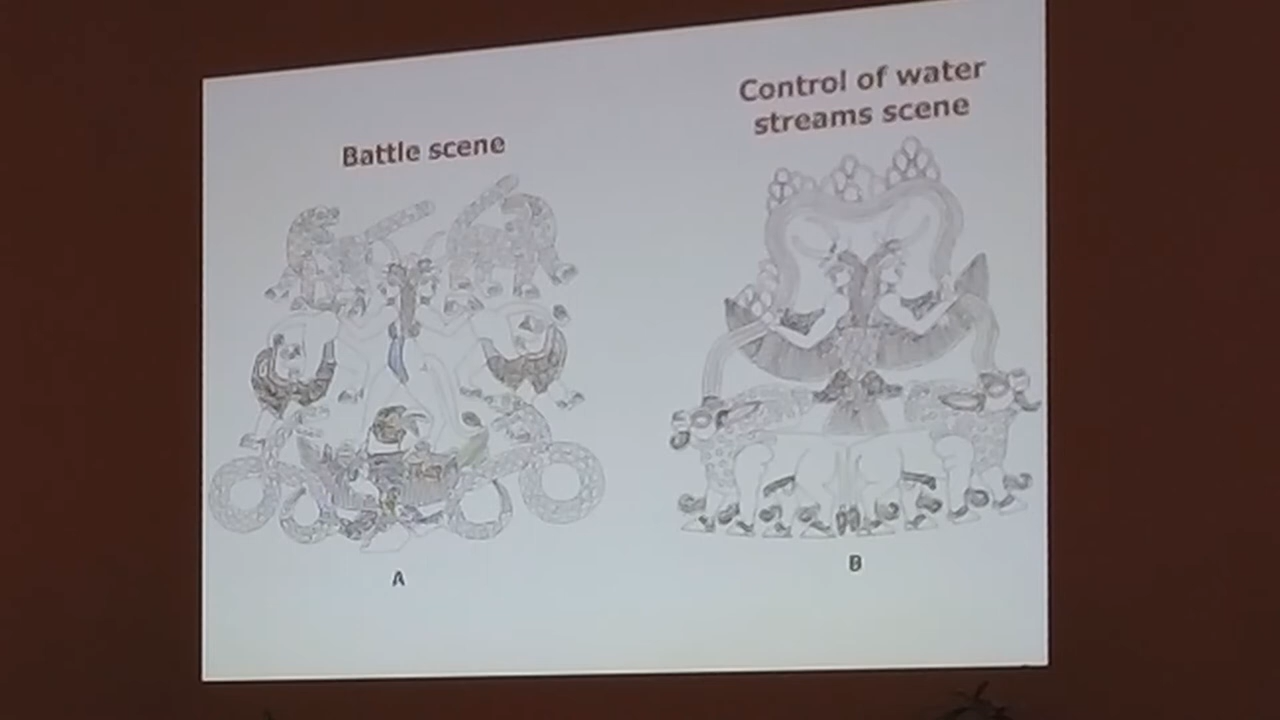 Battle scene
A
Control of water
streams scene
B